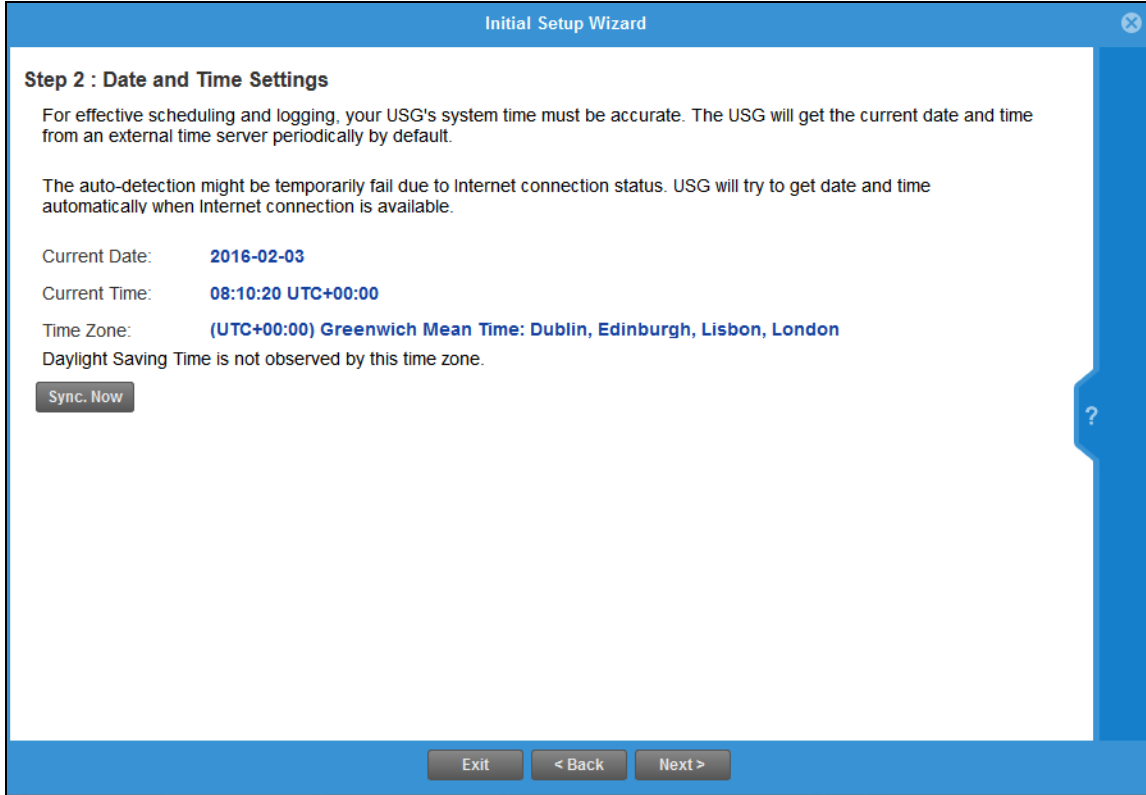 Initial Setup Wizard
Step 2 : Date and Time Settings
For effective scheduling and logging, your USG's system time must be accurate. The USG will get the current date and time
from an external time server periodically by default.
The auto-detection might be temporarily fail due to Internet connection status. USG will try to get date and time
automatically when Internet connection is available.
Current Date: 2016-02-03
Current Time: 08:10:20 UTC+00:00
Time Zone: (UTC+00:00) Greenwich Mean Time: Dublin, Edinburgh, Lisbon, London
Daylight Saving Time is not observed by this time zone.
Sync. Now
?
Exit < Back Next >